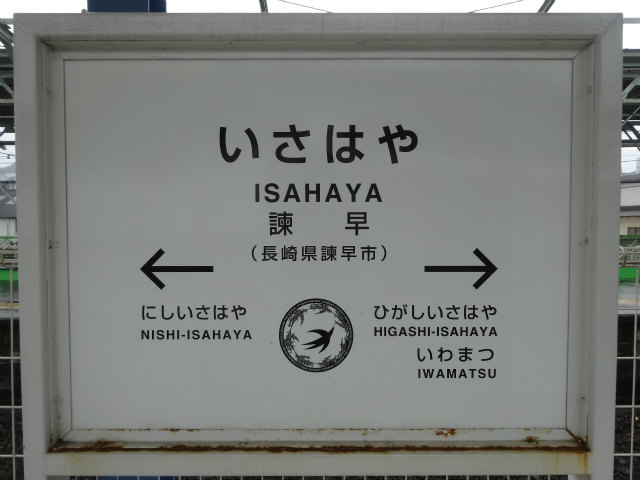 いさはや
ISAHAYA
諫早
(長崎県諫早市)
にしいさはや
NISHI-ISAHAYA
ひがしいさはや
HIGASHI-ISAHAYA
いわまつ
IWAMATSU